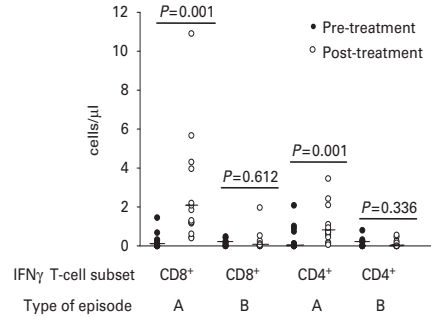 12
P=0.001
Pre-treatment
Post-treatment
10
8
cells/µl
6
P=0.001
4
P=0.612
P=0.336
2
0
IFNγ T-cell subset CD8⁺ CD8⁺ CD4⁺ CD4⁺
Type of episode A B A B